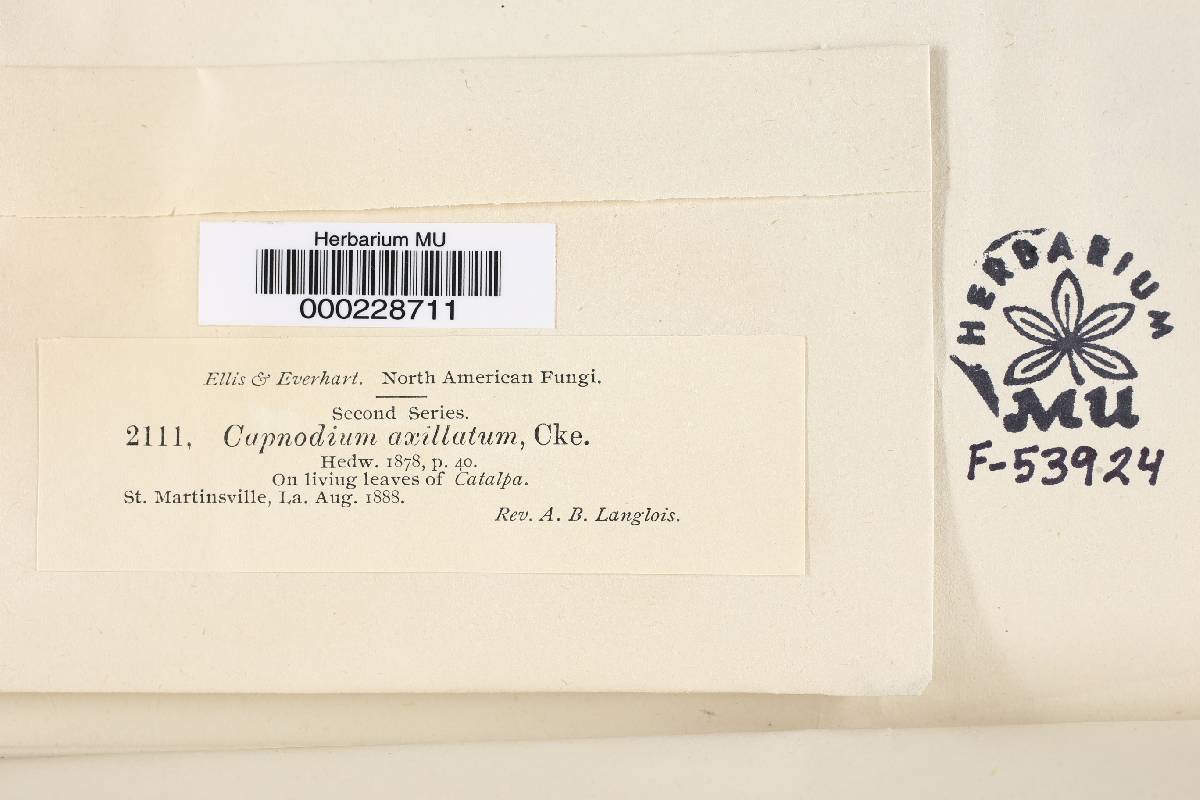 Herbarium MU
000228711
Ellis & Everhart. North American Fungi.
Second Series.
2111. Capnodium axillatum, Cke.
Hedw. 1878, p. 40.
On living leaves of Catalpa.
St. Martinsville, La. Aug. 1888.
Rev. A. B. Langlois.
HERBARIUM
MU
F-53924